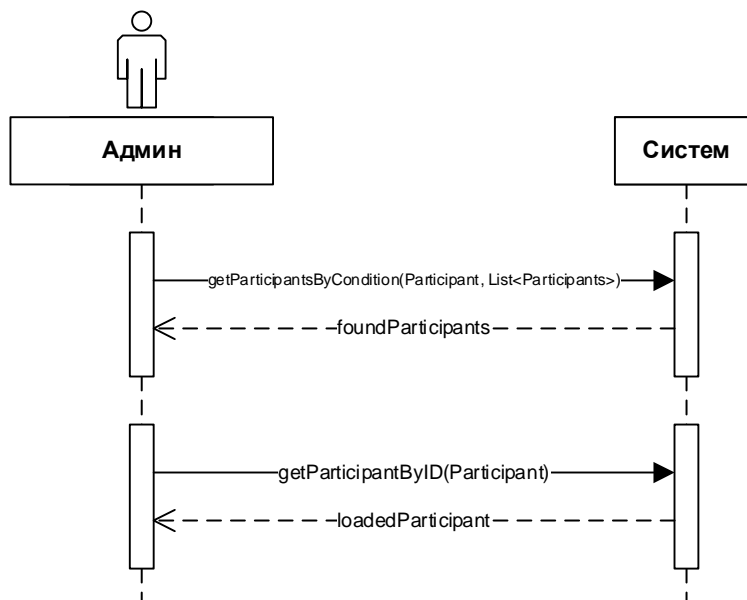 Админ
Систем
getParticipantsByCondition(Participant, List<Participants>)
foundParticipants
getParticipantByID(Participant)
loadedParticipant